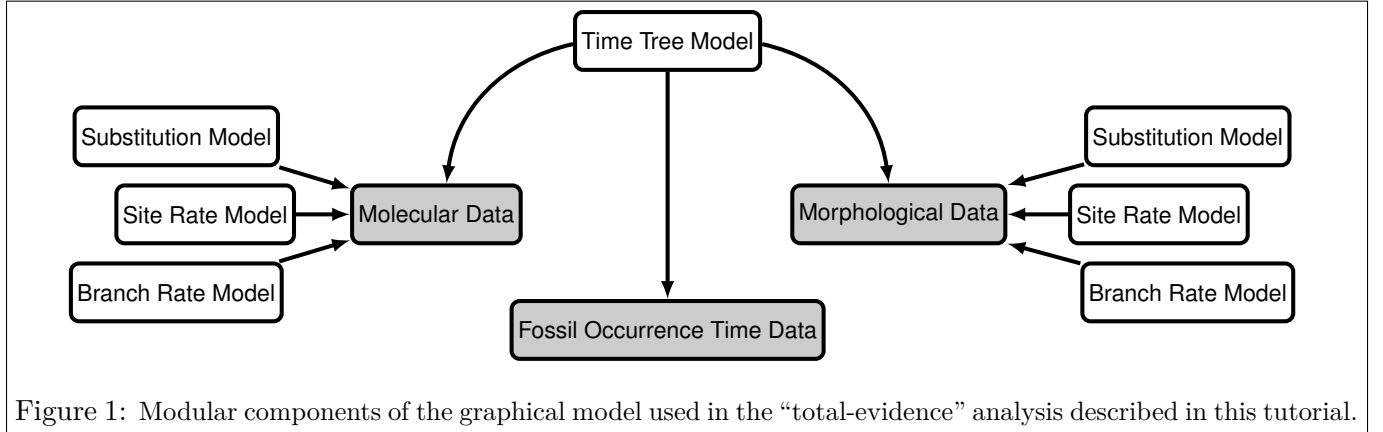 Time Tree Model
Substitution Model
Substitution Model
Site Rate Model
Molecular Data
Morphological Data
Site Rate Model
Branch Rate Model
Branch Rate Model
Fossil Occurrence Time Data
Figure 1: Modular components of the graphical model used in the “total-evidence” analysis described in this tutorial.